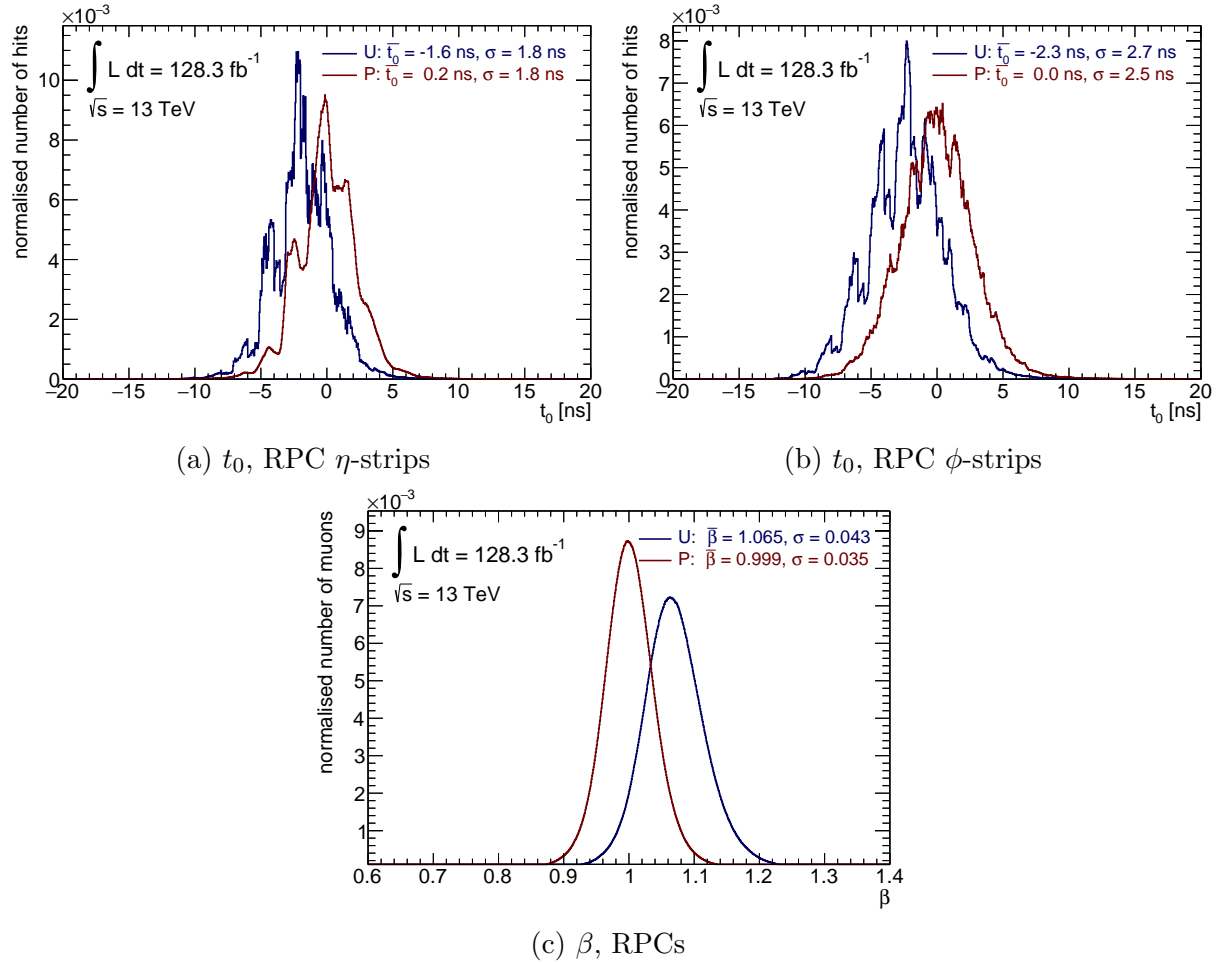 ×10⁻³
normalised number of hits
∫ L dt = 128.3 fb⁻¹
√s = 13 TeV
U: t̄₀ = -1.6 ns, σ = 1.8 ns
P: t̄₀ = 0.2 ns, σ = 1.8 ns
10
8
6
4
2
0
−20 −15 −10 −5 0 5 10 15 20
t₀ [ns]
(a) t₀, RPC η-strips
×10⁻³
normalised number of hits
∫ L dt = 128.3 fb⁻¹
√s = 13 TeV
U: t̄₀ = -2.3 ns, σ = 2.7 ns
P: t̄₀ = 0.0 ns, σ = 2.5 ns
8
7
6
5
4
3
2
1
0
−20 −15 −10 −5 0 5 10 15 20
t₀ [ns]
(b) t₀, RPC ϕ-strips
×10⁻³
normalised number of muons
∫ L dt = 128.3 fb⁻¹
√s = 13 TeV
U: β̄ = 1.065, σ = 0.043
P: β̄ = 0.999, σ = 0.035
9
8
7
6
5
4
3
2
1
0.6 0.7 0.8 0.9 1 1.1 1.2 1.3 1.4
β
(c) β, RPCs